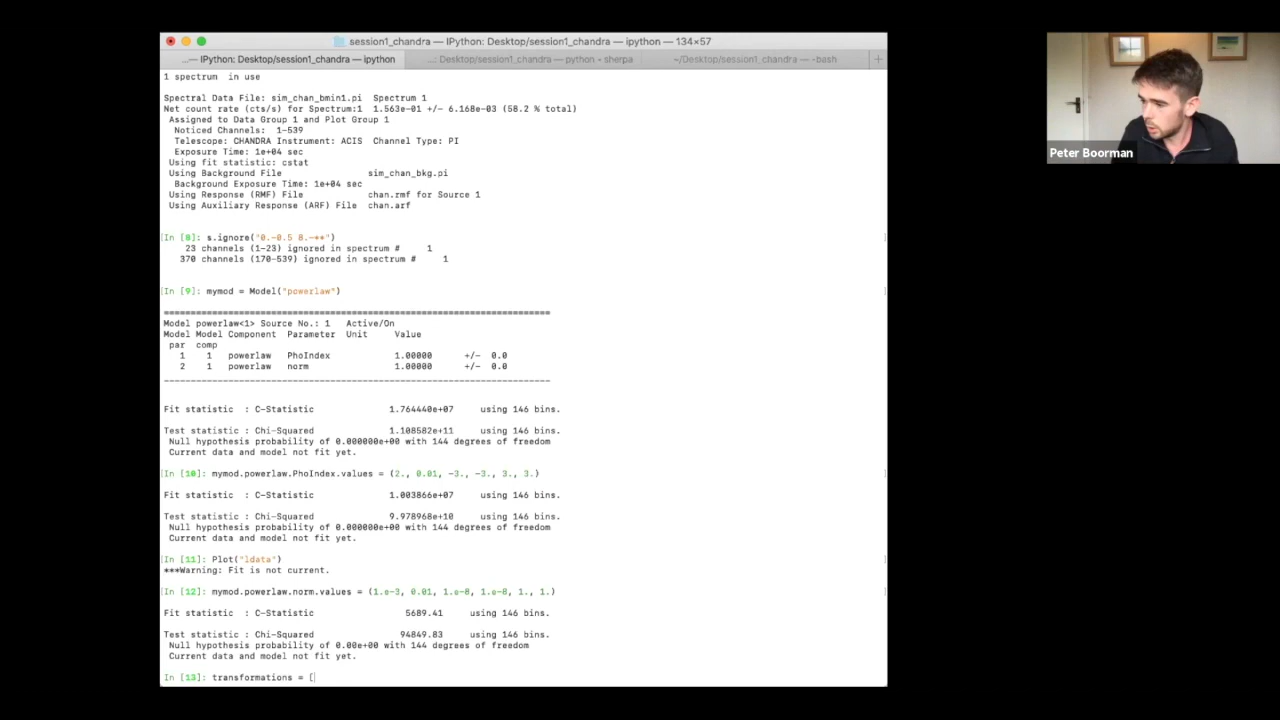 session1_chandra — IPython: Desktop/session1_chandra — ipython — 134×57
...— IPython: Desktop/session1_chandra — ipython
...: Desktop/session1_chandra — python • sherpa
~/Desktop/session1_chandra — -bash
+
1 spectrum in use
Spectral Data File: sim_chan_bmin1.pi Spectrum 1
Net count rate (cts/s) for Spectrum:1 1.563e-01 +/- 6.168e-03 (58.2 % total)
Assigned to Data Group 1 and Plot Group 1
Noticed Channels: 1-539
Telescope: CHANDRA Instrument: ACIS Channel Type: PI
Exposure Time: 1e+04 sec
Using fit statistic: cstat
Using Background File sim_chan_bkg.pi
Background Exposure Time: 1e+04 sec
Using Response (RMF) File chan.rmf for Source 1
Using Auxiliary Response (ARF) File chan.arf
[In [8]: s.ignore("0.-0.5 8.-**") ]
23 channels (1-23) ignored in spectrum # 1
370 channels (170-539) ignored in spectrum # 1
[In [9]: mymod = Model("powerlaw") ]
========================================================================
Model powerlaw<1> Source No.: 1 Active/On
Model Model Component Parameter Unit Value
par comp
1 1 powerlaw PhoIndex 1.00000 +/- 0.0
2 1 powerlaw norm 1.00000 +/- 0.0
________________________________________________________________________
Fit statistic : C-Statistic 1.764440e+07 using 146 bins.
Test statistic : Chi-Squared 1.108582e+11 using 146 bins.
Null hypothesis probability of 0.000000e+00 with 144 degrees of freedom
Current data and model not fit yet.
[In [10]: mymod.powerlaw.PhoIndex.values = (2., 0.01, -3., -3., 3., 3.) ]
Fit statistic : C-Statistic 1.003866e+07 using 146 bins.
Test statistic : Chi-Squared 9.978968e+10 using 146 bins.
Null hypothesis probability of 0.000000e+00 with 144 degrees of freedom
Current data and model not fit yet.
[In [11]: Plot("ldata") ]
***Warning: Fit is not current.
[In [12]: mymod.powerlaw.norm.values = (1.e-3, 0.01, 1.e-8, 1.e-8, 1., 1.) ]
Fit statistic : C-Statistic 5689.41 using 146 bins.
Test statistic : Chi-Squared 94849.83 using 146 bins.
Null hypothesis probability of 0.00e+00 with 144 degrees of freedom
Current data and model not fit yet.
In [13]: transformations = [
Peter Boorman